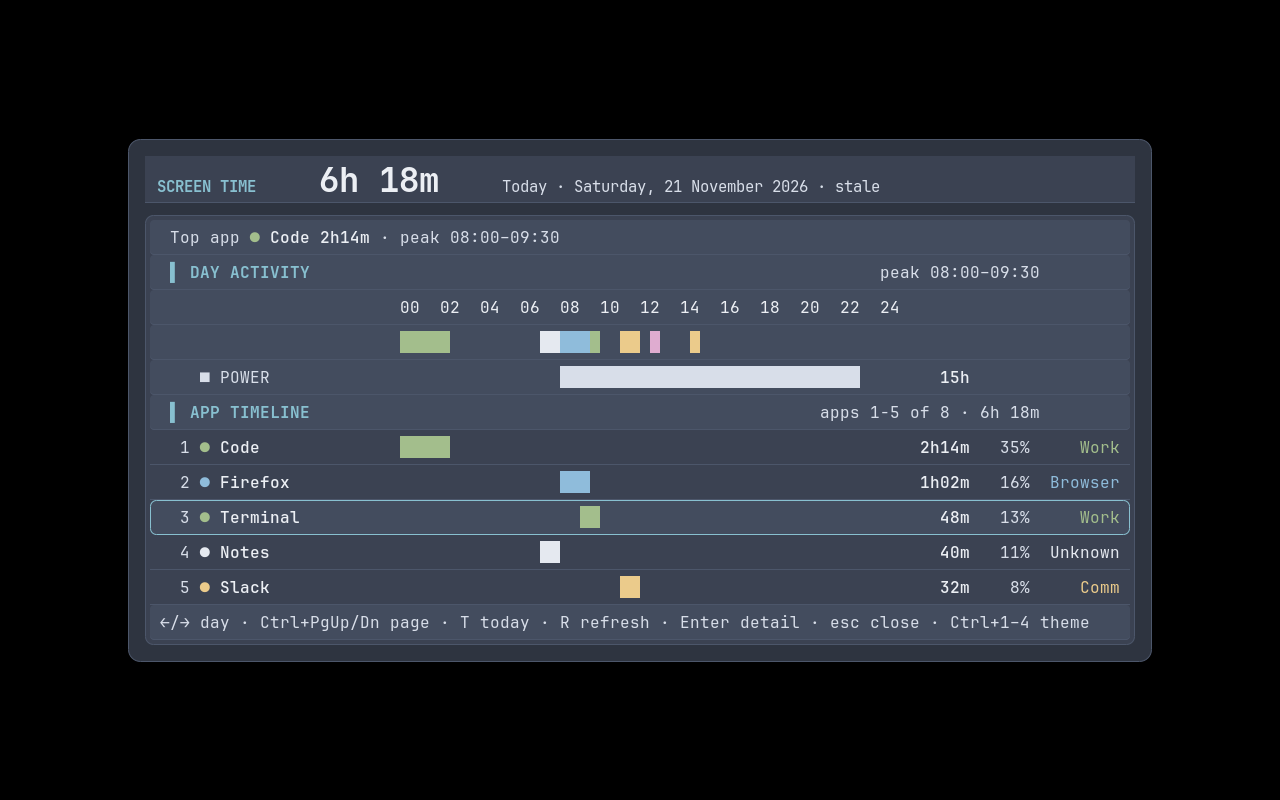 SCREEN TIME 6h 18m Today · Saturday, 21 November 2026 · stale
Top app ● Code 2h14m · peak 08:00–09:30
DAY ACTIVITY peak 08:00–09:30
00 02 04 06 08 10 12 14 16 18 20 22 24
POWER 15h
APP TIMELINE apps 1-5 of 8 · 6h 18m
1 ● Code 2h14m 35% Work
2 ● Firefox 1h02m 16% Browser
3 ● Terminal 48m 13% Work
4 ● Notes 40m 11% Unknown
5 ● Slack 32m 8% Comm
←/→ day · Ctrl+PgUp/Dn page · T today · R refresh · Enter detail · esc close · Ctrl+1–4 theme